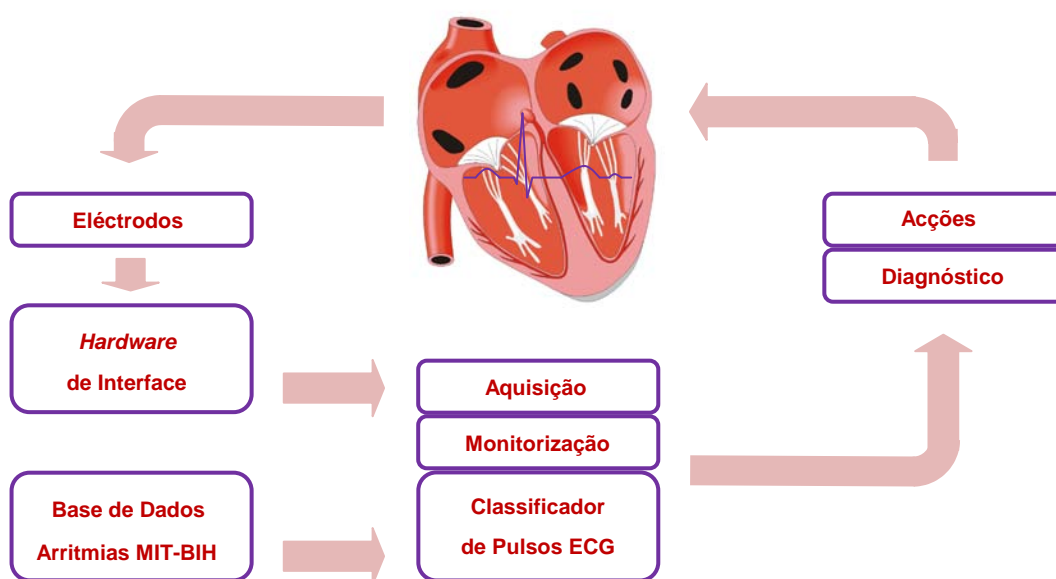 Eléctrodos
Hardware
de Interface
Base de Dados
Arritmias MIT-BIH
Aquisição
Monitorização
Classificador
de Pulsos ECG
Acções
Diagnóstico